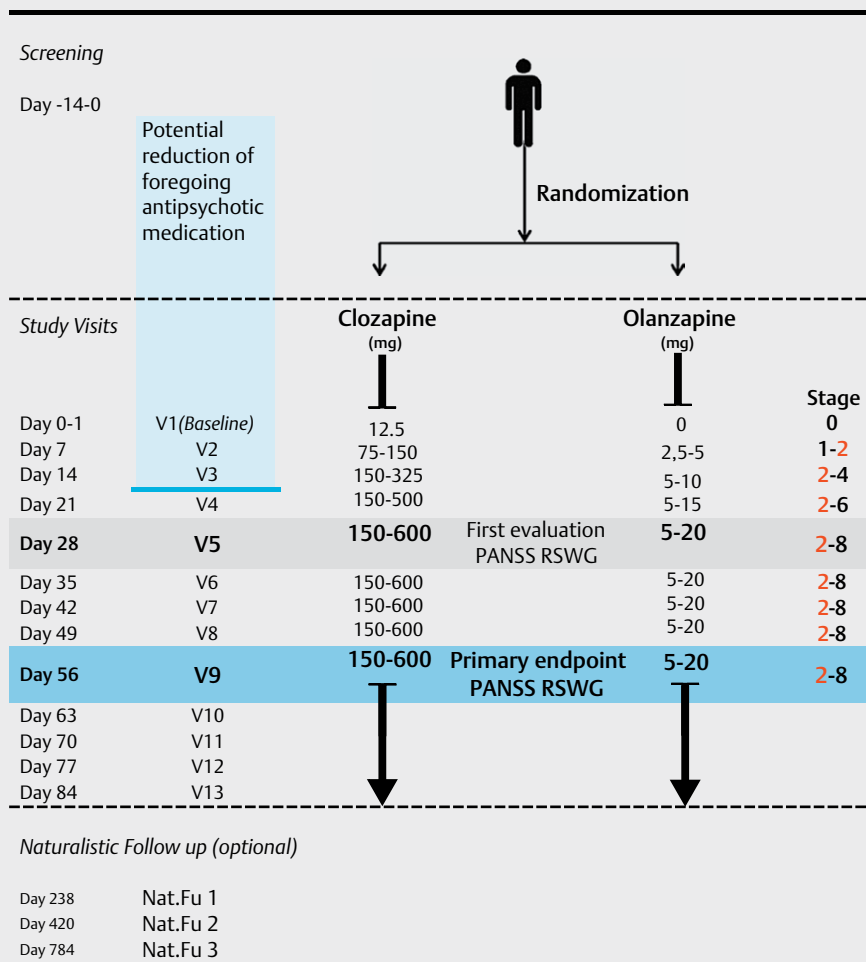 Screening
Day -14-0
Potential
reduction of
foregoing
antipsychotic
medication
Randomization
Study Visits
Clozapine
(mg)
Olanzapine
(mg)
Stage
Day 0-1 V1(Baseline) 12.5 0 0
Day 7 V2 75-150 2,5-5 1-2
Day 14 V3 150-325 5-10 2-4
Day 21 V4 150-500 5-15 2-6
Day 28 V5 150-600 First evaluation 5-20 2-8
PANSS RSWG
Day 35 V6 150-600 5-20 2-8
Day 42 V7 150-600 5-20 2-8
Day 49 V8 150-600 5-20 2-8
Day 56 V9 150-600 Primary endpoint 5-20 2-8
PANSS RSWG
Day 63 V10
Day 70 V11
Day 77 V12
Day 84 V13
Naturalistic Follow up (optional)
Day 238 Nat.Fu 1
Day 420 Nat.Fu 2
Day 784 Nat.Fu 3